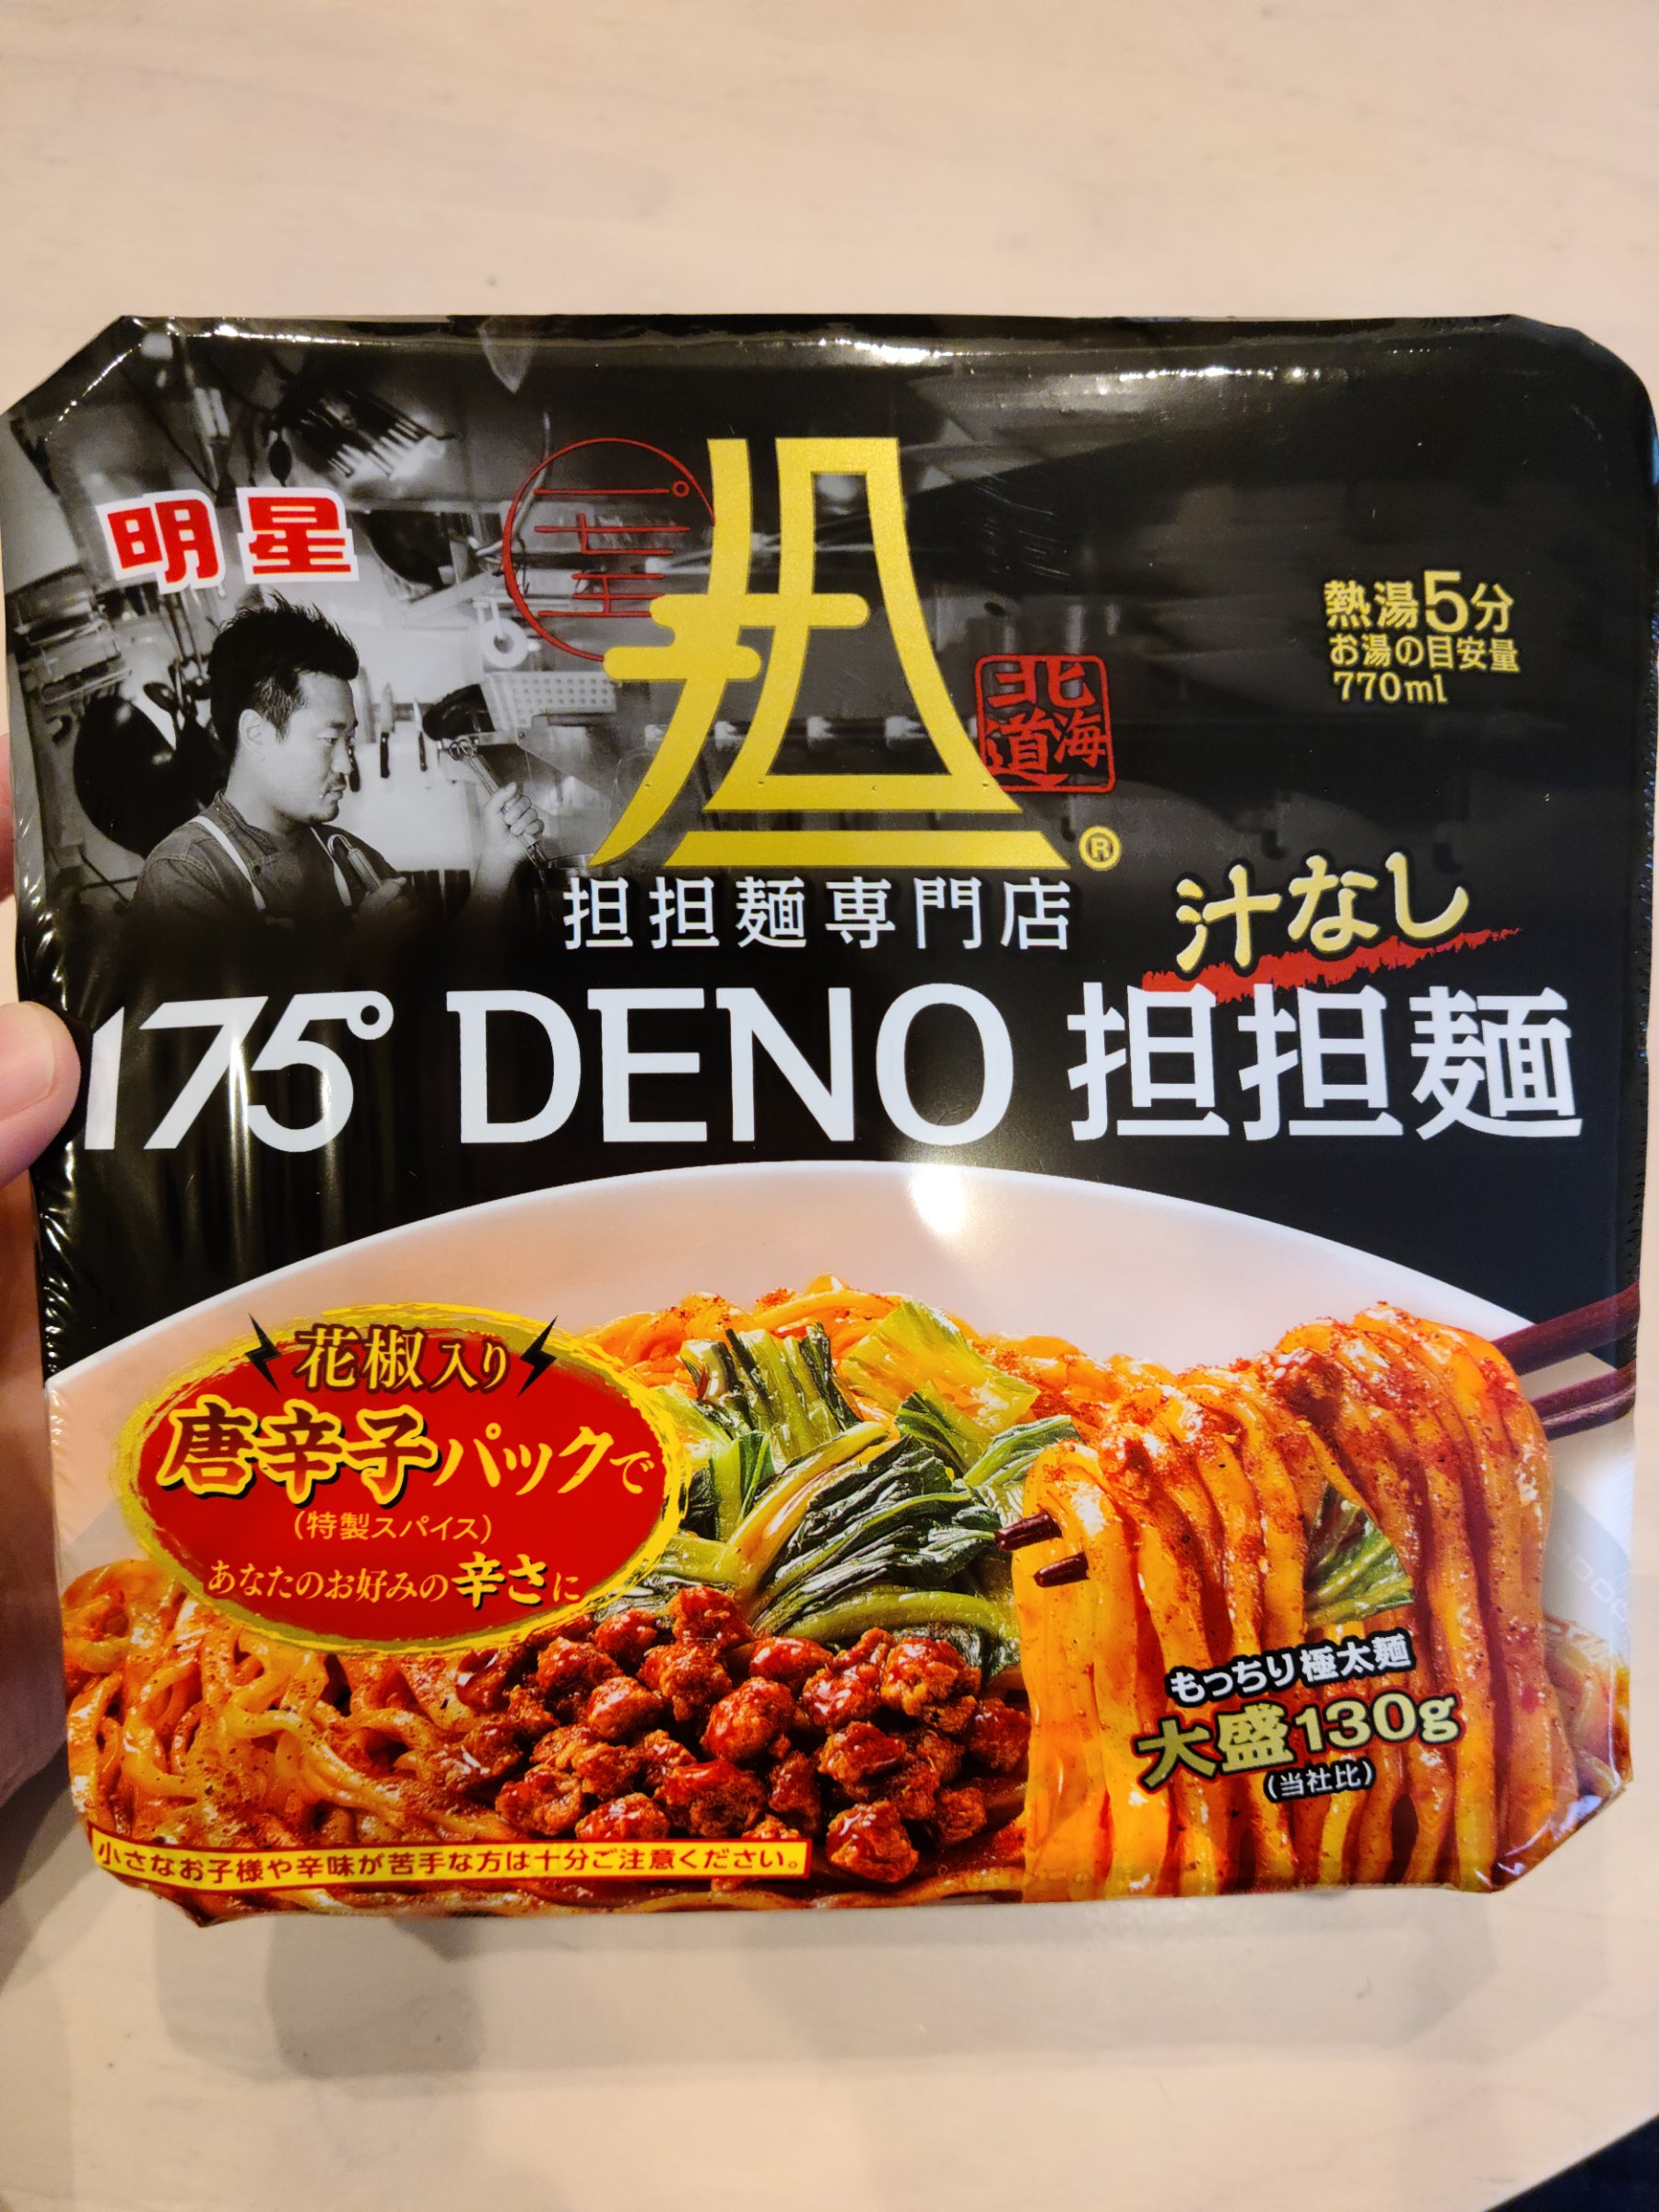 明星
一七五°
担
北海道
®
熱湯5分
お湯の目安量
770ml
担担麺専門店
汁なし
175° DENO 担担麺
花椒入り
唐辛子パックで
(特製スパイス)
あなたのお好みの辛さに
もっちり極太麺
大盛130g
(当社比)
小さなお子様や辛味が苦手な方は十分ご注意ください。